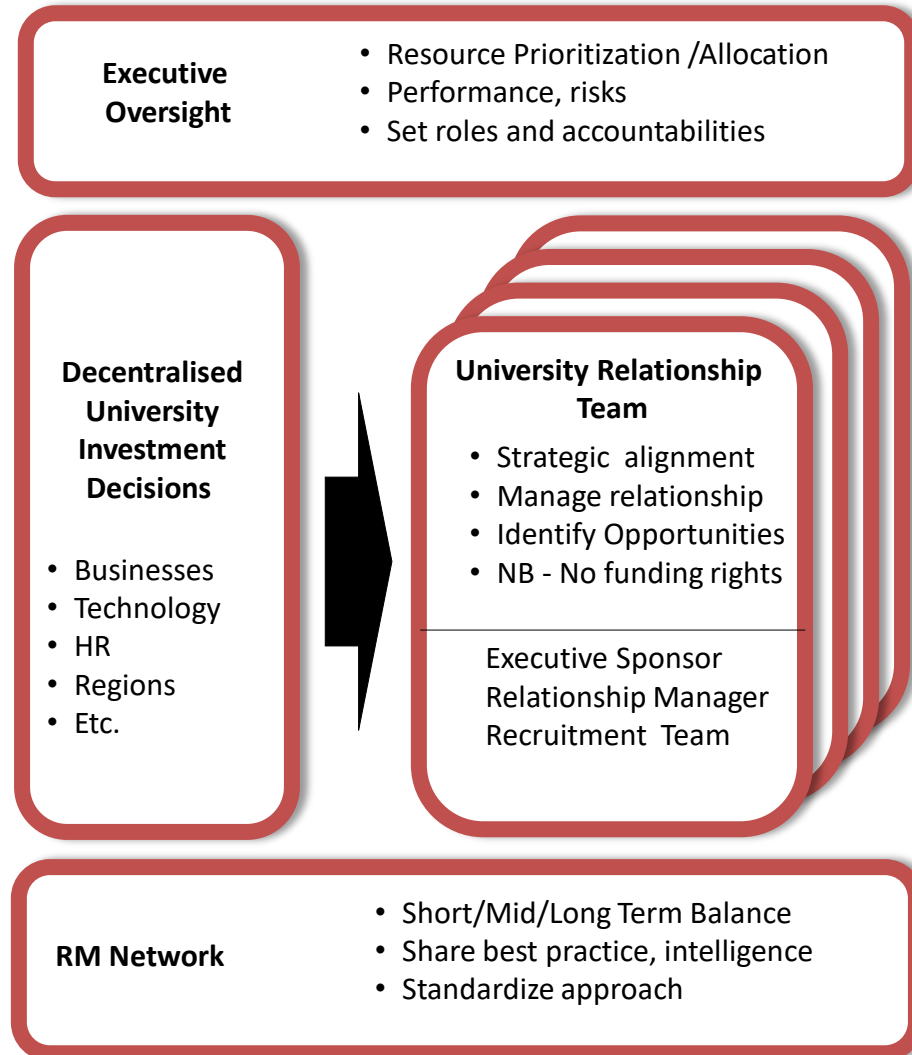 Executive
Oversight
• Resource Prioritization /Allocation
• Performance, risks
• Set roles and accountabilities
Decentralised
University
Investment
Decisions
• Businesses
• Technology
• HR
• Regions
• Etc.
University Relationship
Team
• Strategic alignment
• Manage relationship
• Identify Opportunities
• NB - No funding rights
Executive Sponsor
Relationship Manager
Recruitment Team
RM Network
• Short/Mid/Long Term Balance
• Share best practice, intelligence
• Standardize approach